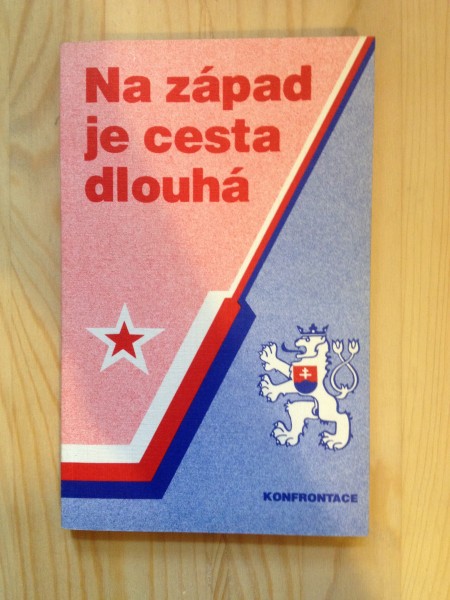 Na západ
je cesta
dlouhá
KONFRONTACE